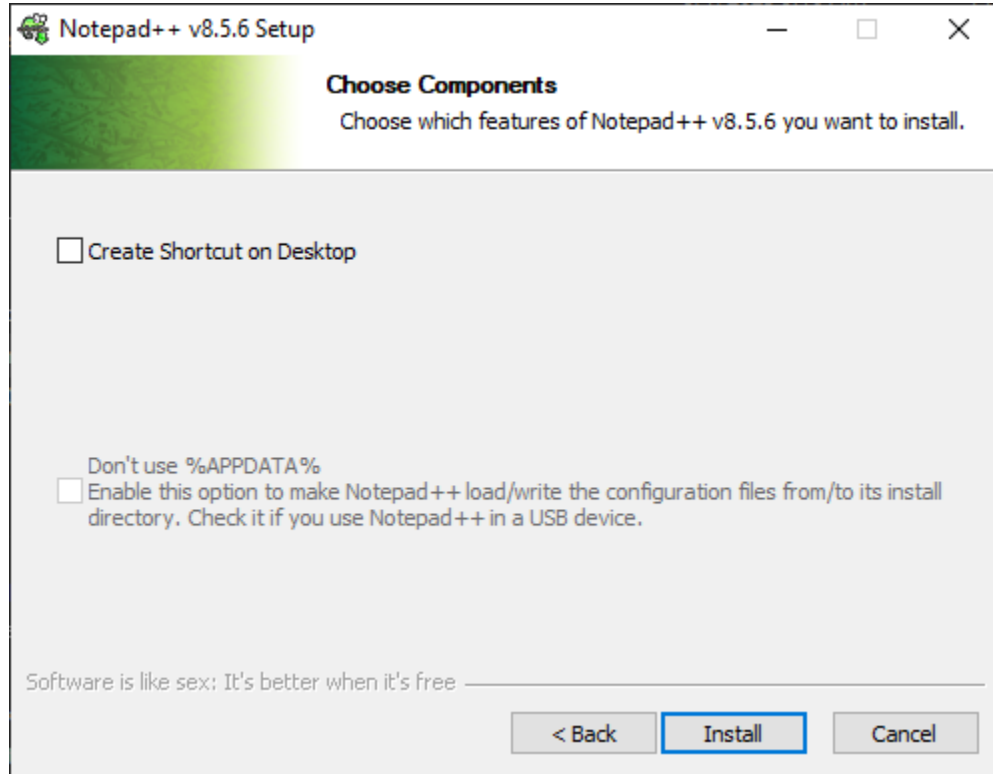 Notepad++ v8.5.6 Setup
Choose Components
Choose which features of Notepad++ v8.5.6 you want to install.
Create Shortcut on Desktop
Don't use %APPDATA%
Enable this option to make Notepad++ load/write the configuration files from/to its install
directory. Check it if you use Notepad++ in a USB device.
Software is like sex: It's better when it's free
< Back
Install
Cancel